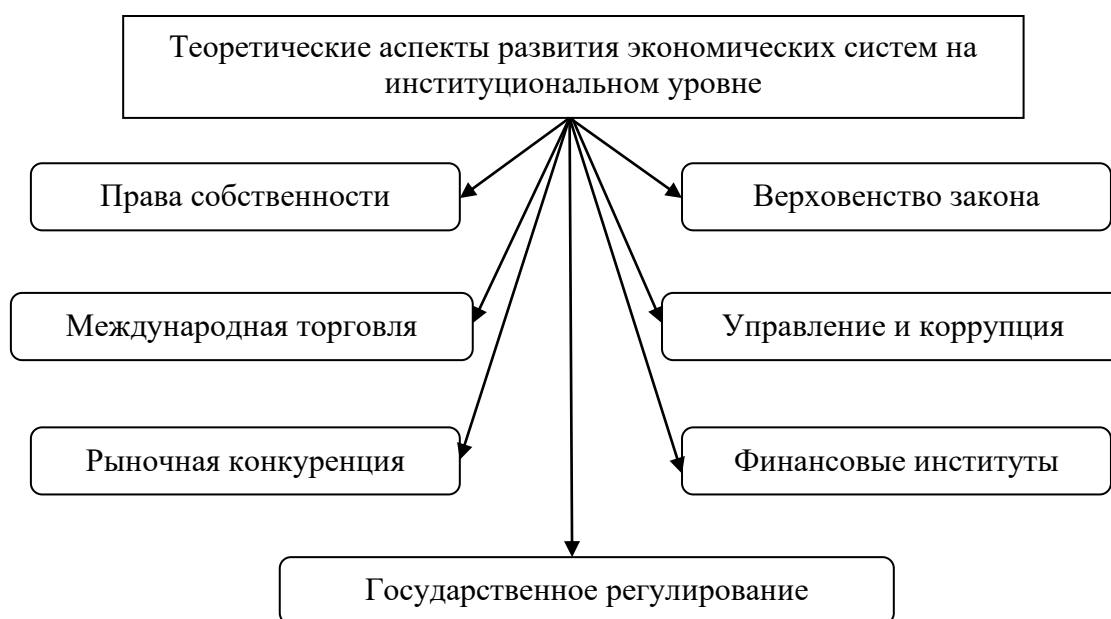 Теоретические аспекты развития экономических систем на
институциональном уровне
Права собственности
Верховенство закона
Международная торговля
Управление и коррупция
Рыночная конкуренция
Финансовые институты
Государственное регулирование